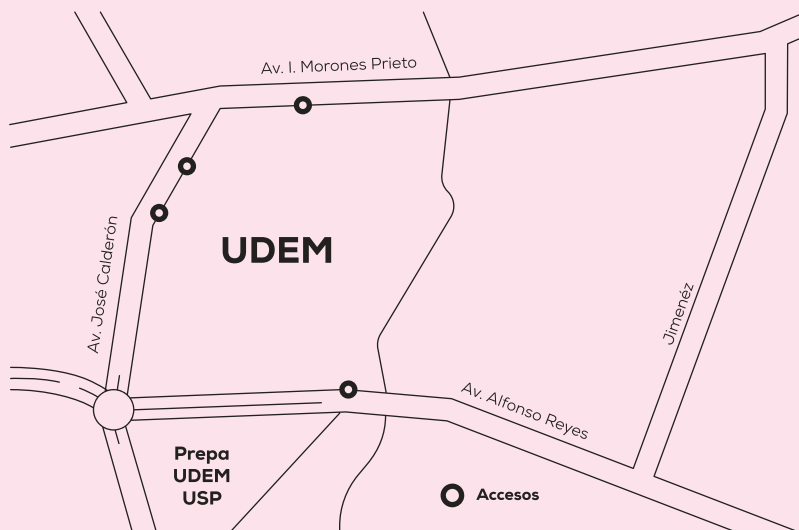 Av. I. Morones Prieto
Av. José Calderón
UDEM
Jimenéz
Av. Alfonso Reyes
Prepa
UDEM
USP
Accesos